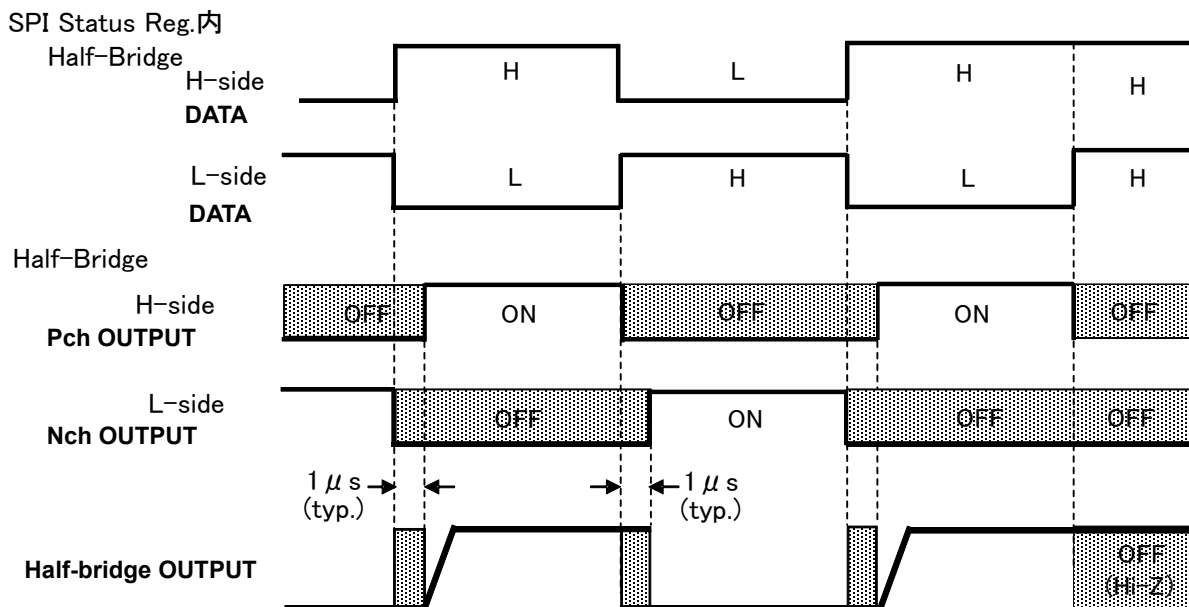 SPI Status Reg.内
Half-Bridge
H-side
DATA
H
L
H
H
L-side
DATA
L
H
L
H
Half-Bridge
H-side
Pch OUTPUT
OFF
ON
OFF
ON
OFF
L-side
Nch OUTPUT
OFF
ON
OFF
OFF
1μs
(typ.)
1μs
(typ.)
Half-bridge OUTPUT
OFF
(Hi-Z)